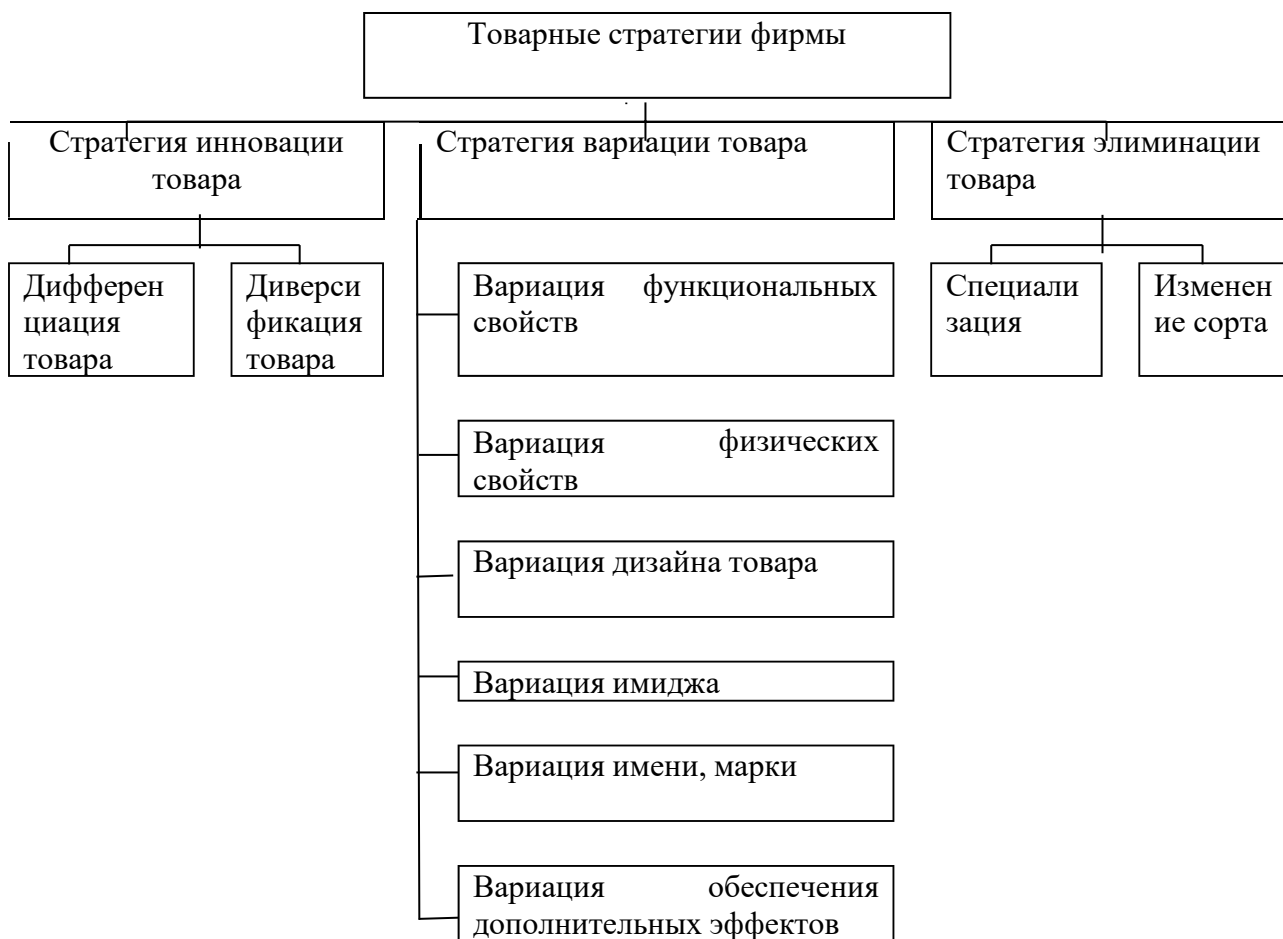 Товарные стратегии фирмы
Стратегия инновации
товара
Стратегия вариации товара
Стратегия элиминации
товара
Дифферен
циация
товара
Диверси
фикация
товара
Вариация функциональных
свойств
Специали
зация
Изменен
ие сорта
Вариация физических
свойств
Вариация дизайна товара
Вариация имиджа
Вариация имени, марки
Вариация обеспечения
дополнительных эффектов